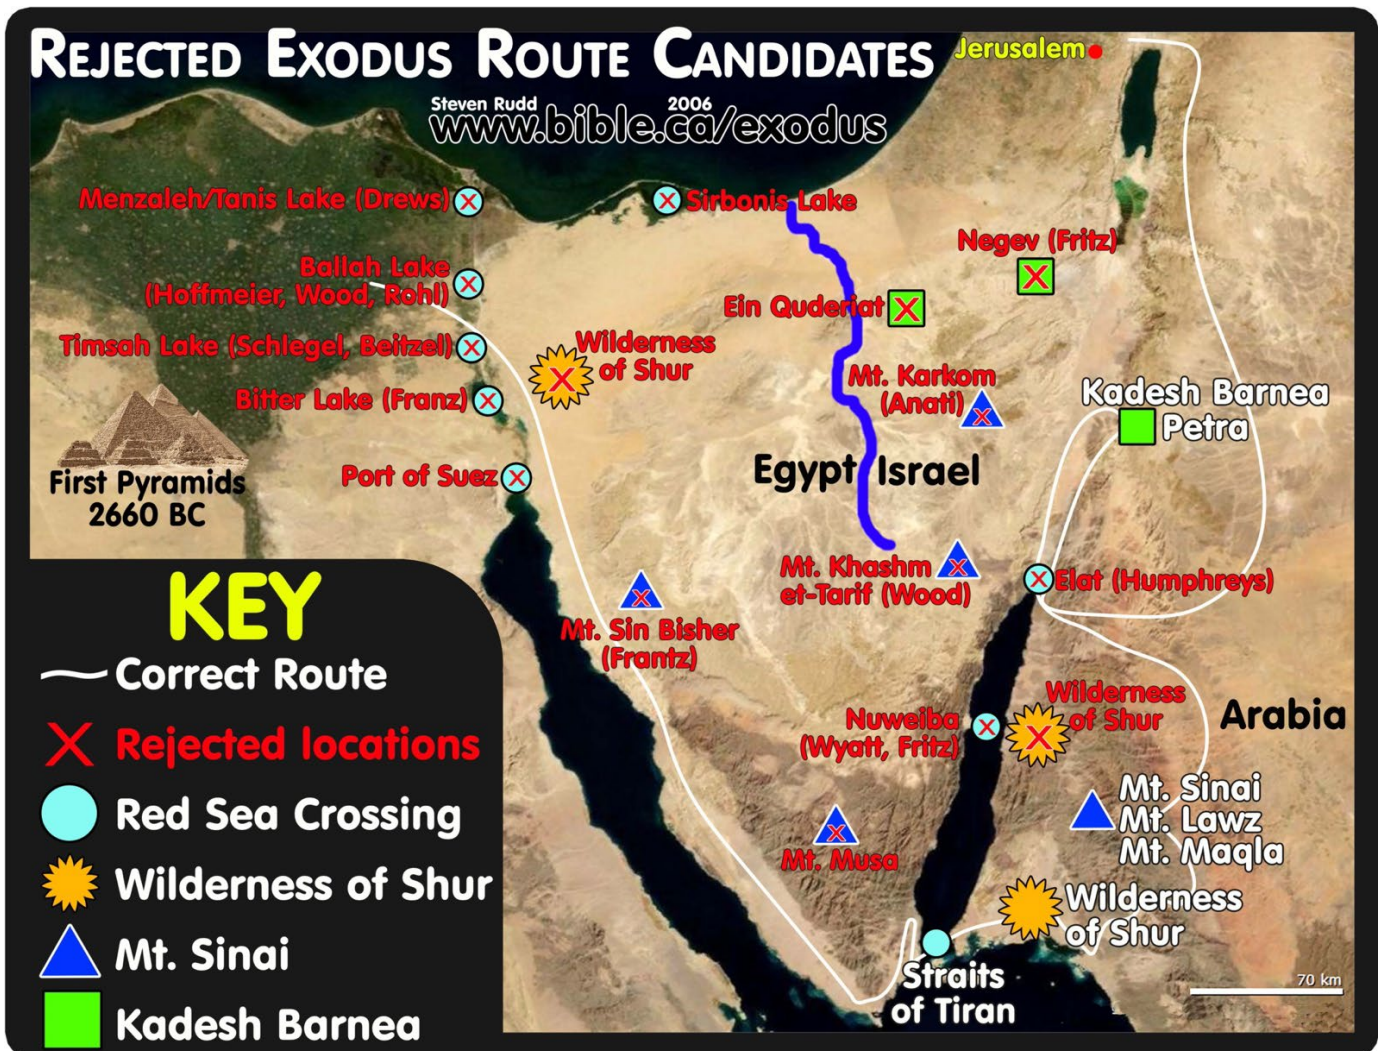 REJECTED EXODUS ROUTE CANDIDATES
Jerusalem
Steven Rudd 2006
www.bible.ca/exodus
Menzaleh/Tanis Lake (Drews)
Sirbonis Lake
Negev (Fritz)
Ballah Lake
(Hoffmeier, Wood, Rohl)
Ein Quderiat
Timsah Lake (Schlegel, Beitzel)
Wilderness
of Shur
Mt. Karkom
(Anati)
Bitter Lake (Franz)
Kadesh Barnea
Petra
First Pyramids
2660 BC
Port of Suez
Egypt
Israel
Mt. Khashm
et-Tarif (Wood)
Elat (Humphreys)
Mt. Sin Bisher
(Frantz)
Nuweiba
(Wyatt, Fritz)
Wilderness
of Shur
Arabia
Mt. Sinai
Mt. Lawz
Mt. Maqla
Mt. Musa
Wilderness
of Shur
Straits
of Tiran
70 km
KEY
Correct Route
Rejected locations
Red Sea Crossing
Wilderness of Shur
Mt. Sinai
Kadesh Barnea